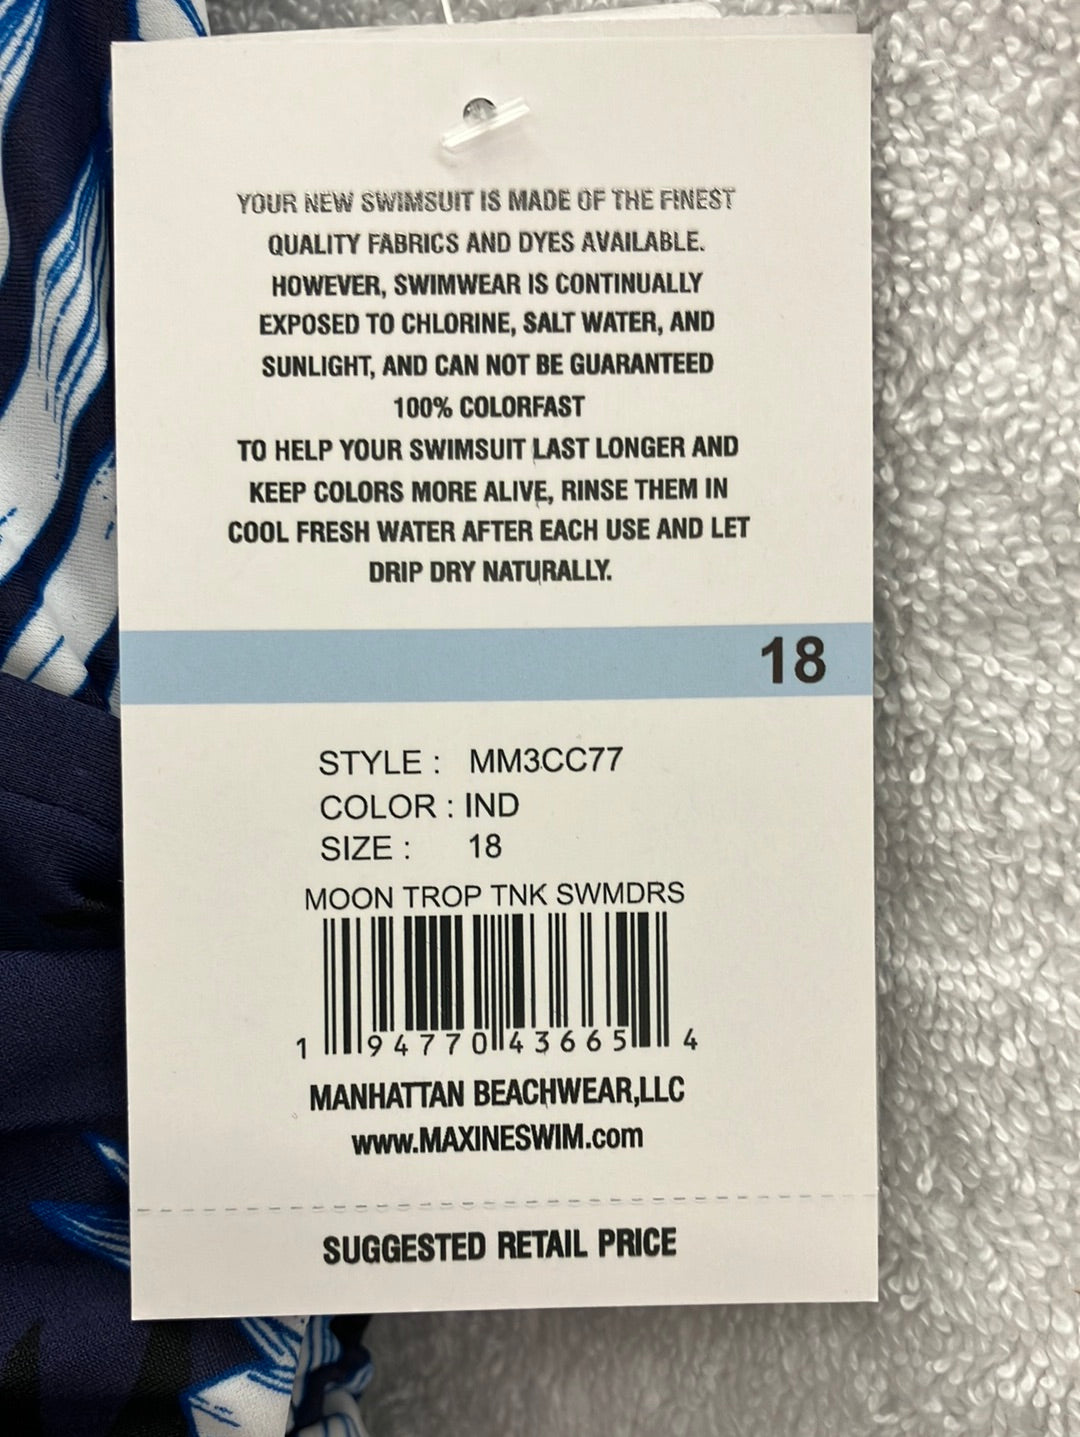 YOUR NEW SWIMSUIT IS MADE OF THE FINEST
QUALITY FABRICS AND DYES AVAILABLE.
HOWEVER, SWIMWEAR IS CONTINUALLY
EXPOSED TO CHLORINE, SALT WATER, AND
SUNLIGHT, AND CAN NOT BE GUARANTEED
100% COLORFAST
TO HELP YOUR SWIMSUIT LAST LONGER AND
KEEP COLORS MORE ALIVE, RINSE THEM IN
COOL FRESH WATER AFTER EACH USE AND LET
DRIP DRY NATURALLY.
18
STYLE : MM3CC77
COLOR : IND
SIZE : 18
MOON TROP TNK SWMDRS
1 94770 43665 4
MANHATTAN BEACHWEAR,LLC
www.MAXINESWIM.com
SUGGESTED RETAIL PRICE